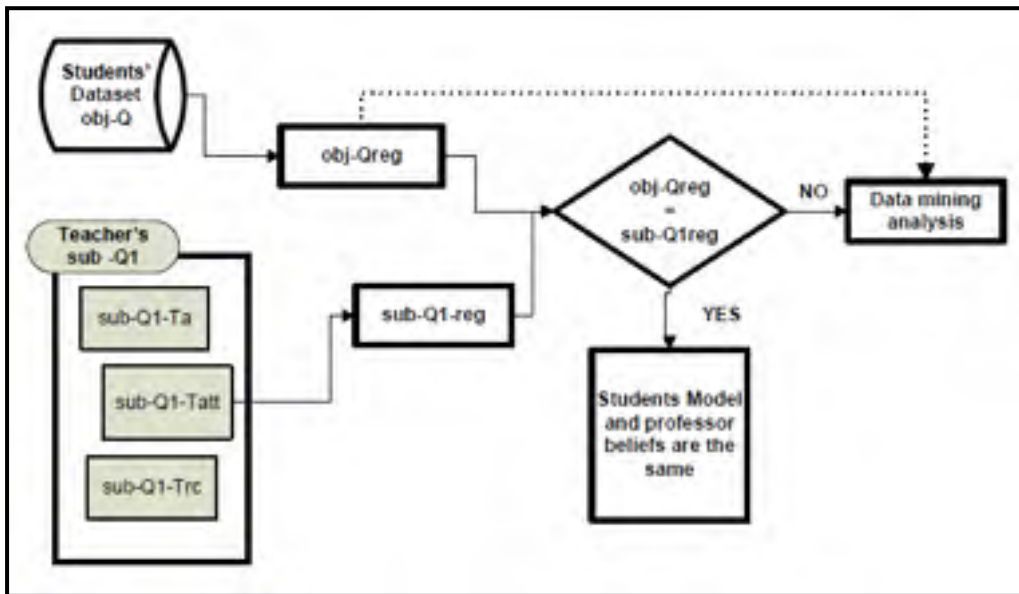 Students'
Dataset
obj-Q
obj-Qreg
Teacher's
sub -Q1
sub-Q1-Ta
sub-Q1-Tatt
sub-Q1-Trc
sub-Q1-reg
obj-Qreg
=
sub-Q1reg
NO
Data mining
analysis
YES
Students Model
and professor
beliefs are the
same